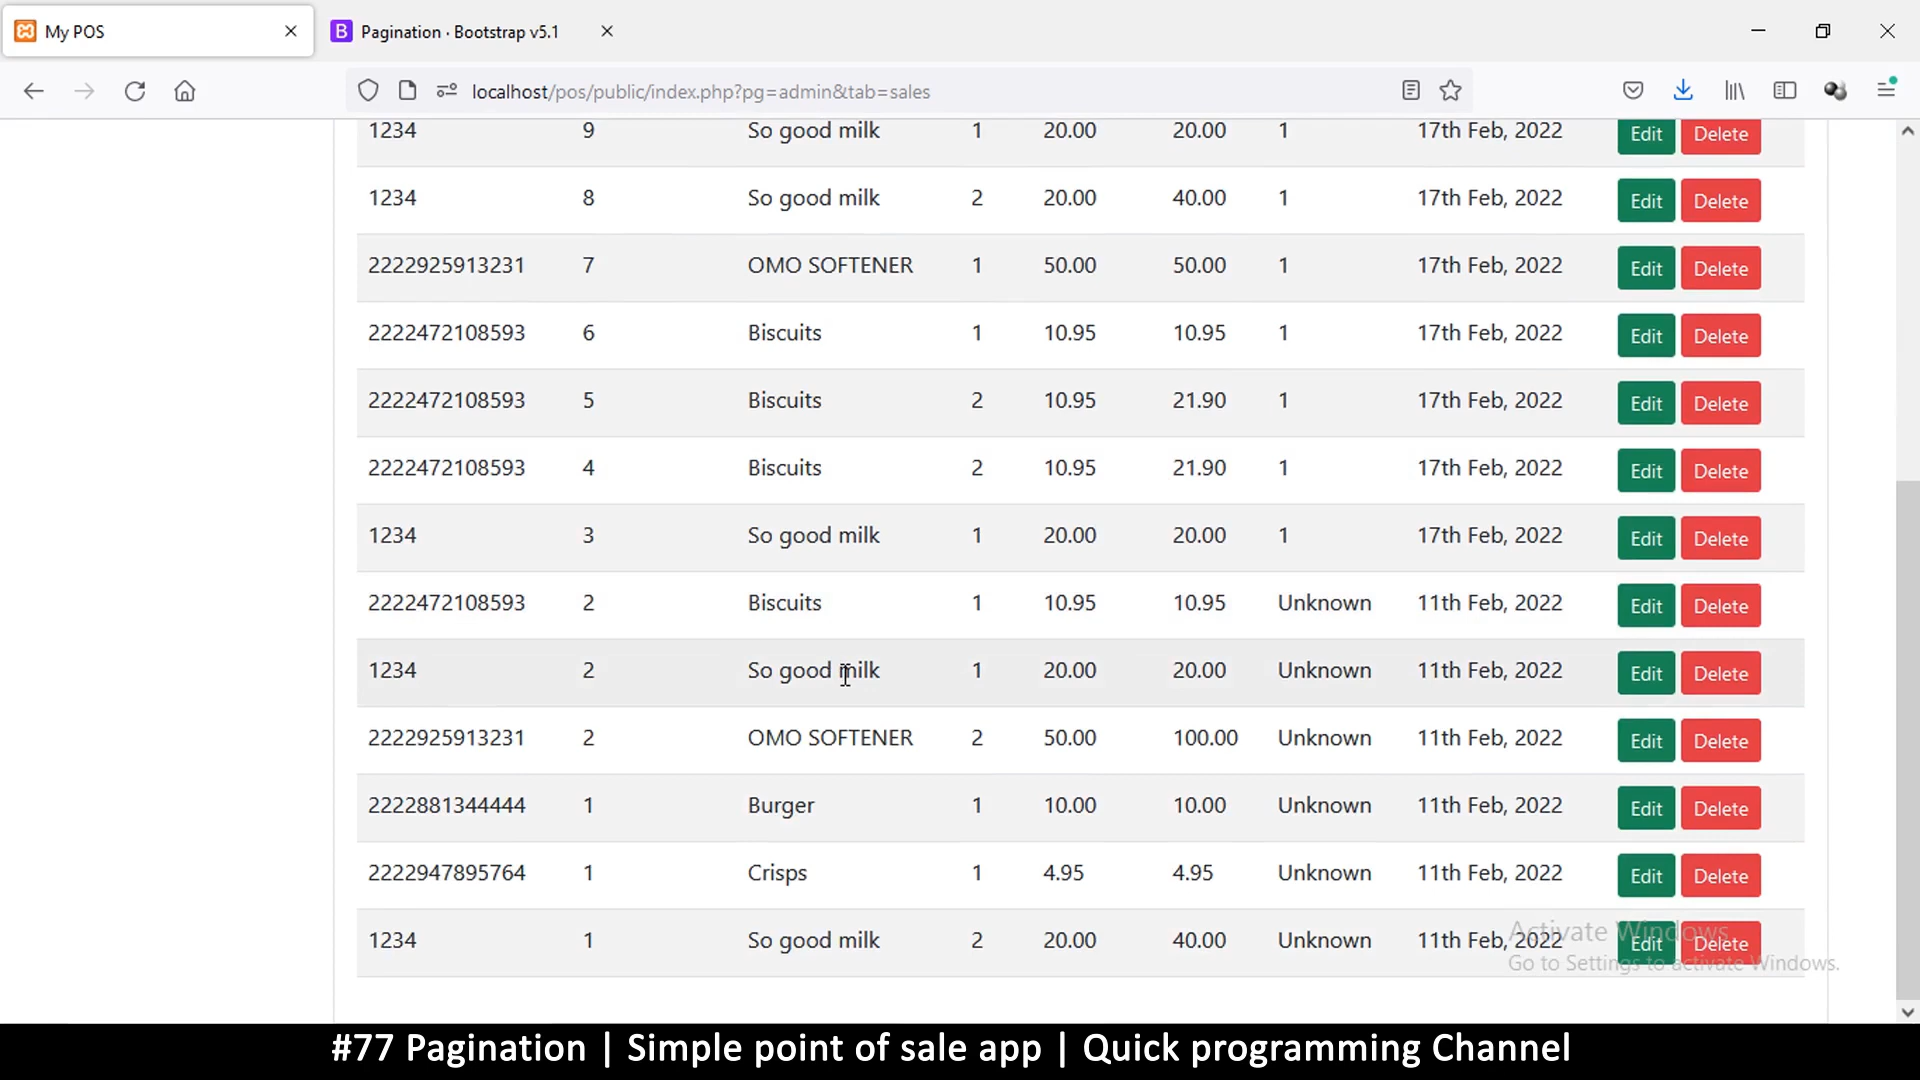 My POS
Pagination · Bootstrap v5.1
localhost/pos/public/index.php?pg=admin&tab=sales
1234 9 So good milk 1 20.00 20.00 1 17th Feb, 2022 Edit Delete
1234 8 So good milk 2 20.00 40.00 1 17th Feb, 2022 Edit Delete
2222925913231 7 OMO SOFTENER 1 50.00 50.00 1 17th Feb, 2022 Edit Delete
2222472108593 6 Biscuits 1 10.95 10.95 1 17th Feb, 2022 Edit Delete
2222472108593 5 Biscuits 2 10.95 21.90 1 17th Feb, 2022 Edit Delete
2222472108593 4 Biscuits 2 10.95 21.90 1 17th Feb, 2022 Edit Delete
1234 3 So good milk 1 20.00 20.00 1 17th Feb, 2022 Edit Delete
2222472108593 2 Biscuits 1 10.95 10.95 Unknown 11th Feb, 2022 Edit Delete
1234 2 So good milk 1 20.00 20.00 Unknown 11th Feb, 2022 Edit Delete
2222925913231 2 OMO SOFTENER 2 50.00 100.00 Unknown 11th Feb, 2022 Edit Delete
2222881344444 1 Burger 1 10.00 10.00 Unknown 11th Feb, 2022 Edit Delete
2222947895764 1 Crisps 1 4.95 4.95 Unknown 11th Feb, 2022 Edit Delete
1234 1 So good milk 2 20.00 40.00 Unknown 11th Feb, 2022 Edit Delete
Activate Windows
Go to Settings to activate Windows.
#77 Pagination | Simple point of sale app | Quick programming Channel